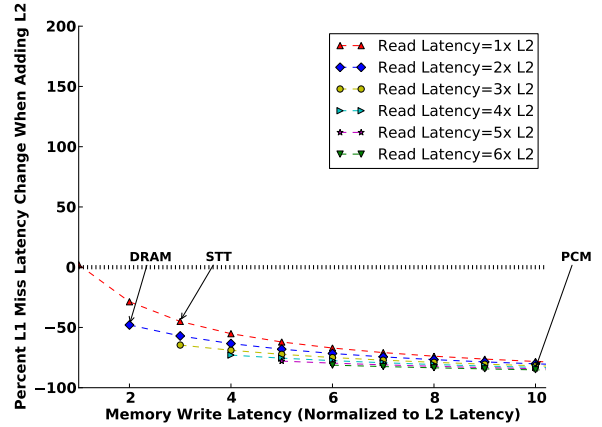 Percent L1 Miss Latency Change When Adding L2
200
150
100
50
0
−50
−100
Read Latency=1x L2
Read Latency=2x L2
Read Latency=3x L2
Read Latency=4x L2
Read Latency=5x L2
Read Latency=6x L2
DRAM
STT
PCM
2
4
6
8
10
Memory Write Latency (Normalized to L2 Latency)